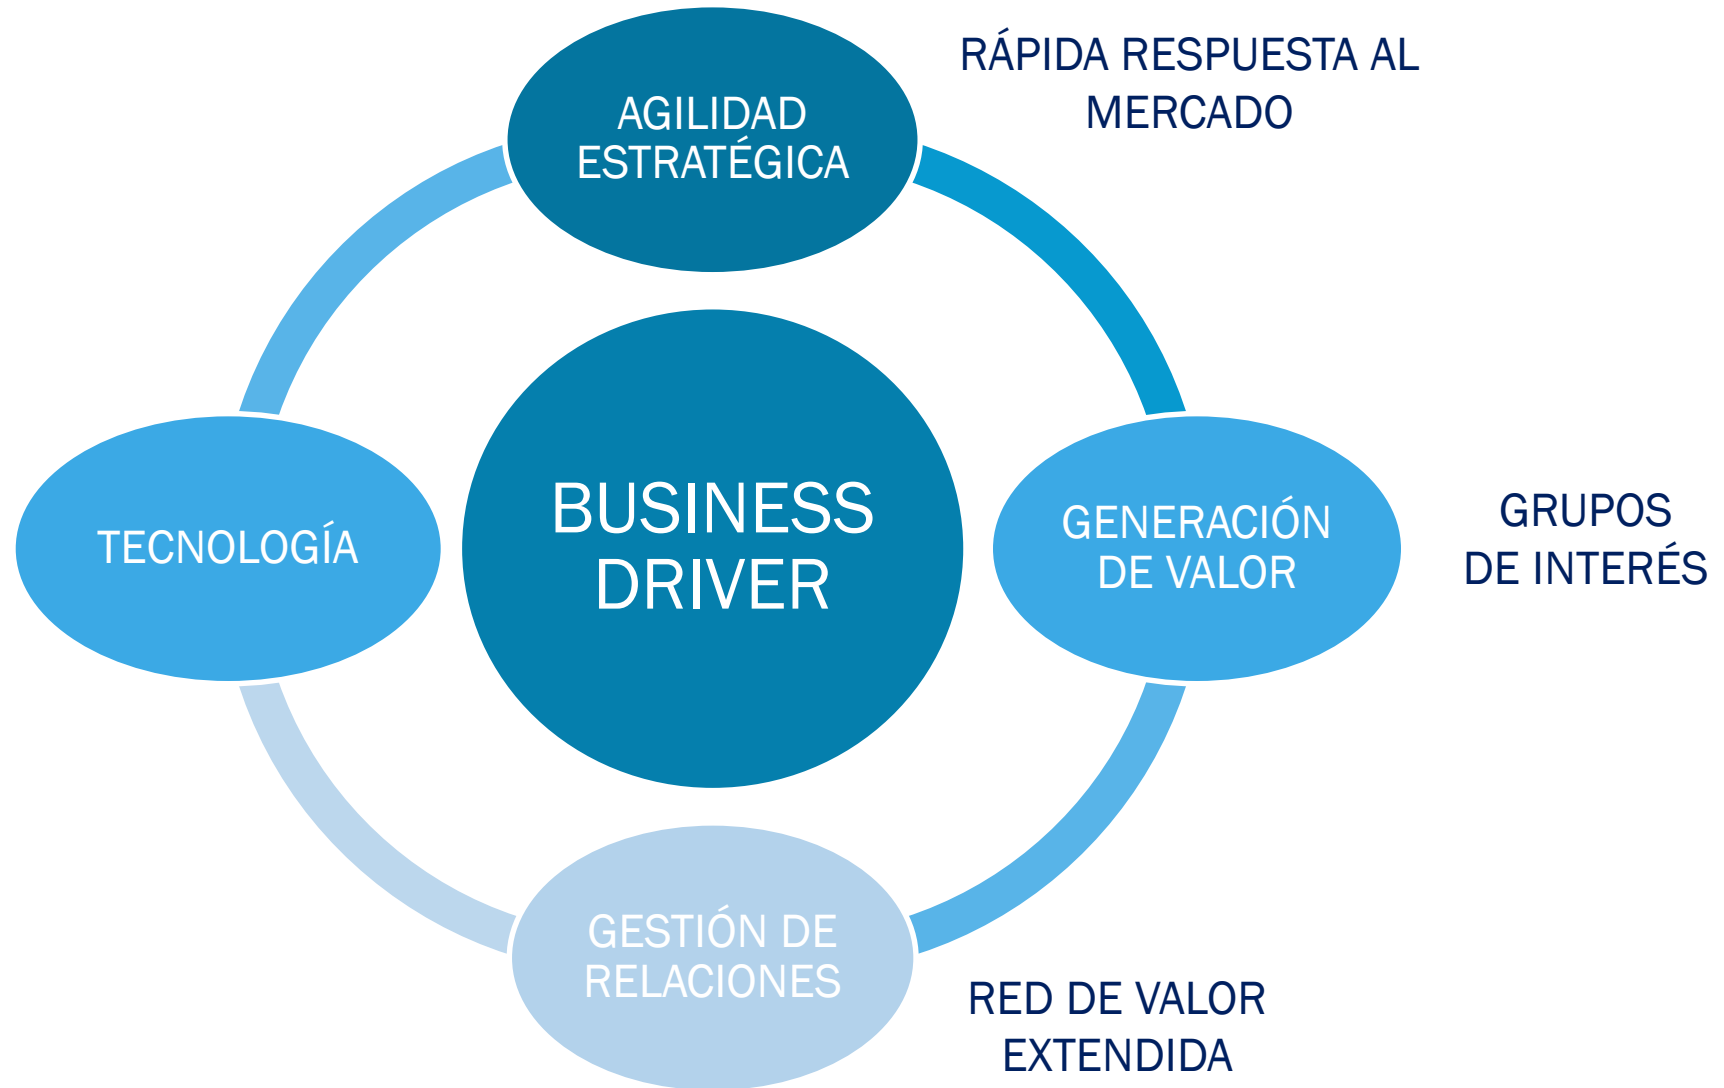 AGILIDAD
ESTRATÉGICA
RÁPIDA RESPUESTA AL
MERCADO
TECNOLOGÍA
BUSINESS
DRIVER
GENERACIÓN
DE VALOR
GRUPOS
DE INTERÉS
GESTIÓN DE
RELACIONES
RED DE VALOR
EXTENDIDA